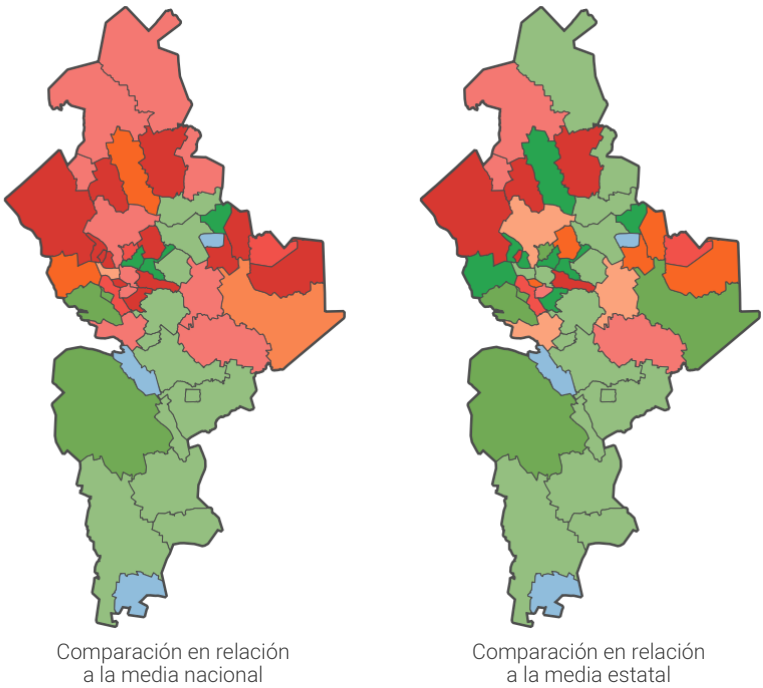 Comparación en relación
a la media nacional
Comparación en relación
a la media estatal